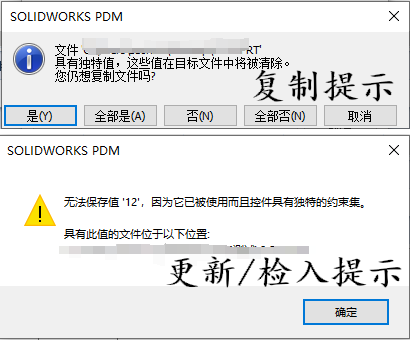 SOLIDWORKS PDM
文件
RT'
具有独特值，这些值在目标文件中将被清除。
您仍想复制文件吗?
复制提示
是(Y)
全部是(A)
否(N)
全部否(N)
取消
SOLIDWORKS PDM
无法保存值 '12'，因为它已被使用而且控件具有独特的约束集。
具有此值的文件位于以下位置:
更新/检入提示
确定